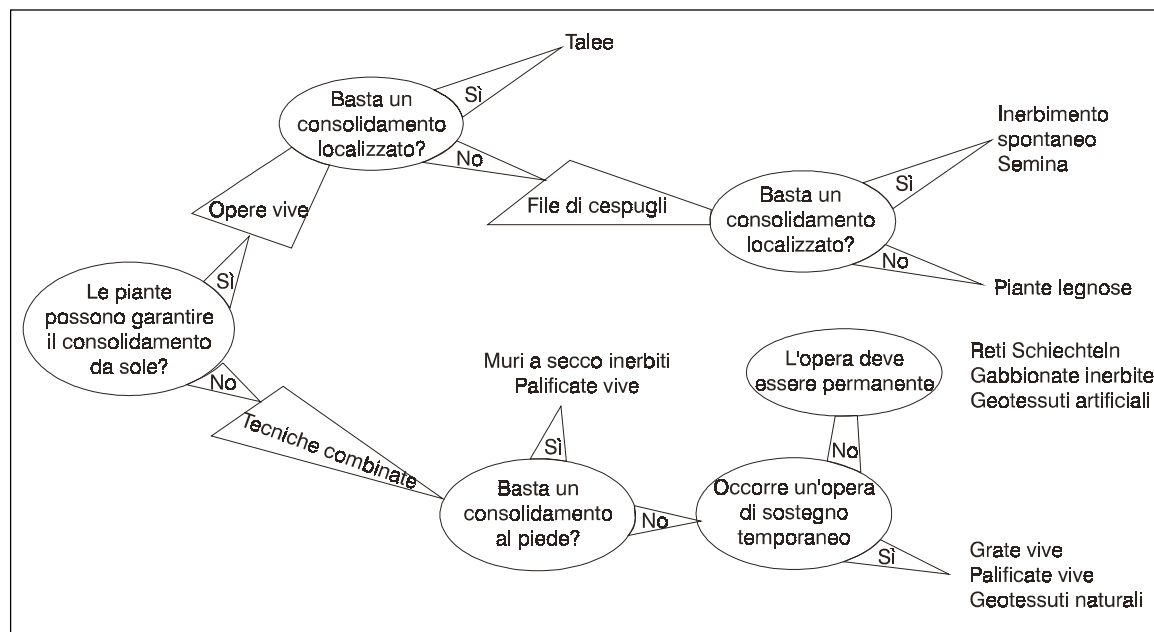 Talee
Sì
Basta un
consolidamento
localizzato?
No
Inerbimento
spontaneo
Semina
Sì
File di cespugli
Basta un
consolidamento
localizzato?
No
Piante legnose
Opere vive
Sì
Le piante
possono garantire
il consolidamento
da sole?
No
Tecniche combinate
Muri a secco inerbiti
Palificate vive
Sì
Basta un
consolidamento
al piede?
No
L'opera deve
essere permanente
Reti Schiechteln
Gabbionate inerbite
Geotessuti artificiali
No
Occorre un'opera
di sostegno
temporaneo
Sì
Grate vive
Palificate vive
Geotessuti naturali